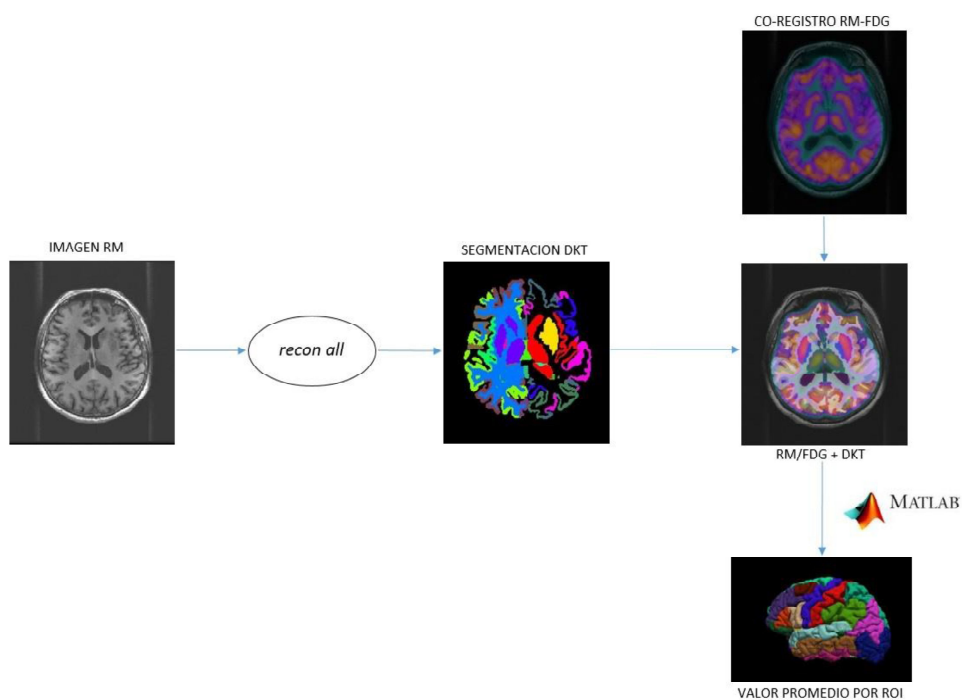 CO-REGISTRO RM-FDG
IMAGEN RM
SEGMENTACION DKT
recon all
RM/FDG + DKT
MATLAB
VALOR PROMEDIO POR ROI